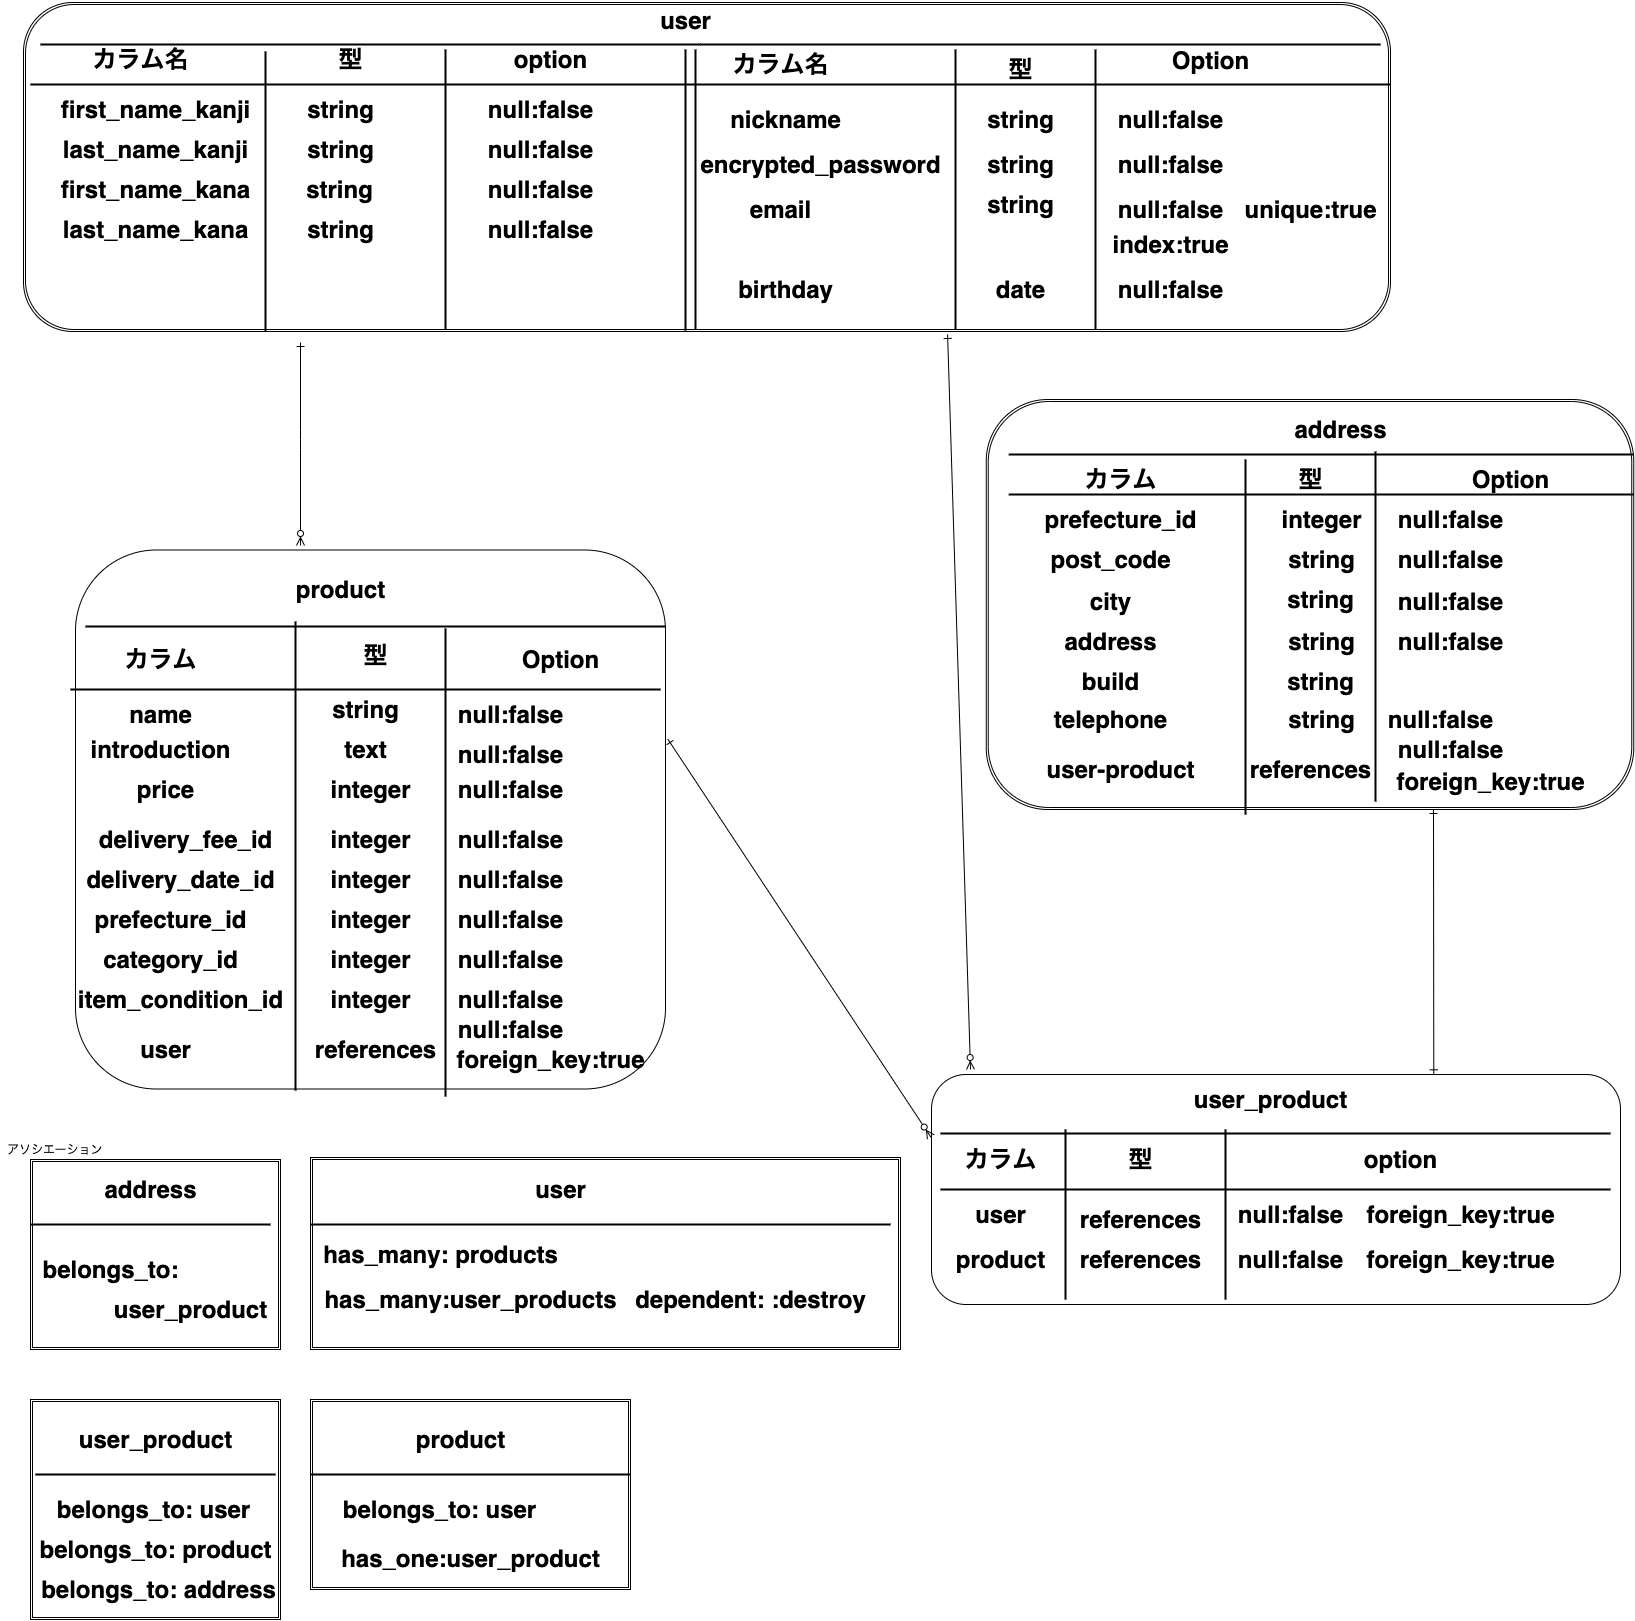 user
カラム名 型 option カラム名 型 Option
first_name_kanji string null:false
last_name_kanji string null:false
first_name_kana string null:false
last_name_kana string null:false
nickname string null:false
encrypted_password string null:false
email string null:false unique:true
index:true
birthday date null:false
address
カラム 型 Option
prefecture_id integer null:false
post_code string null:false
city string null:false
address string null:false
build string
telephone string null:false
null:false
user-product references
foreign_key:true
product
カラム 型 Option
name string null:false
introduction text null:false
price integer null:false
delivery_fee_id integer null:false
delivery_date_id integer null:false
prefecture_id integer null:false
category_id integer null:false
item_condition_id integer null:false
null:false
user references
foreign_key:true
user_product
カラム 型 option
user references null:false foreign_key:true
product references null:false foreign_key:true
アソシエーション
address
belongs_to:
user_product
user
has_many: products
has_many:user_products dependent: :destroy
user_product
belongs_to: user
belongs_to: product
belongs_to: address
product
belongs_to: user
has_one:user_product